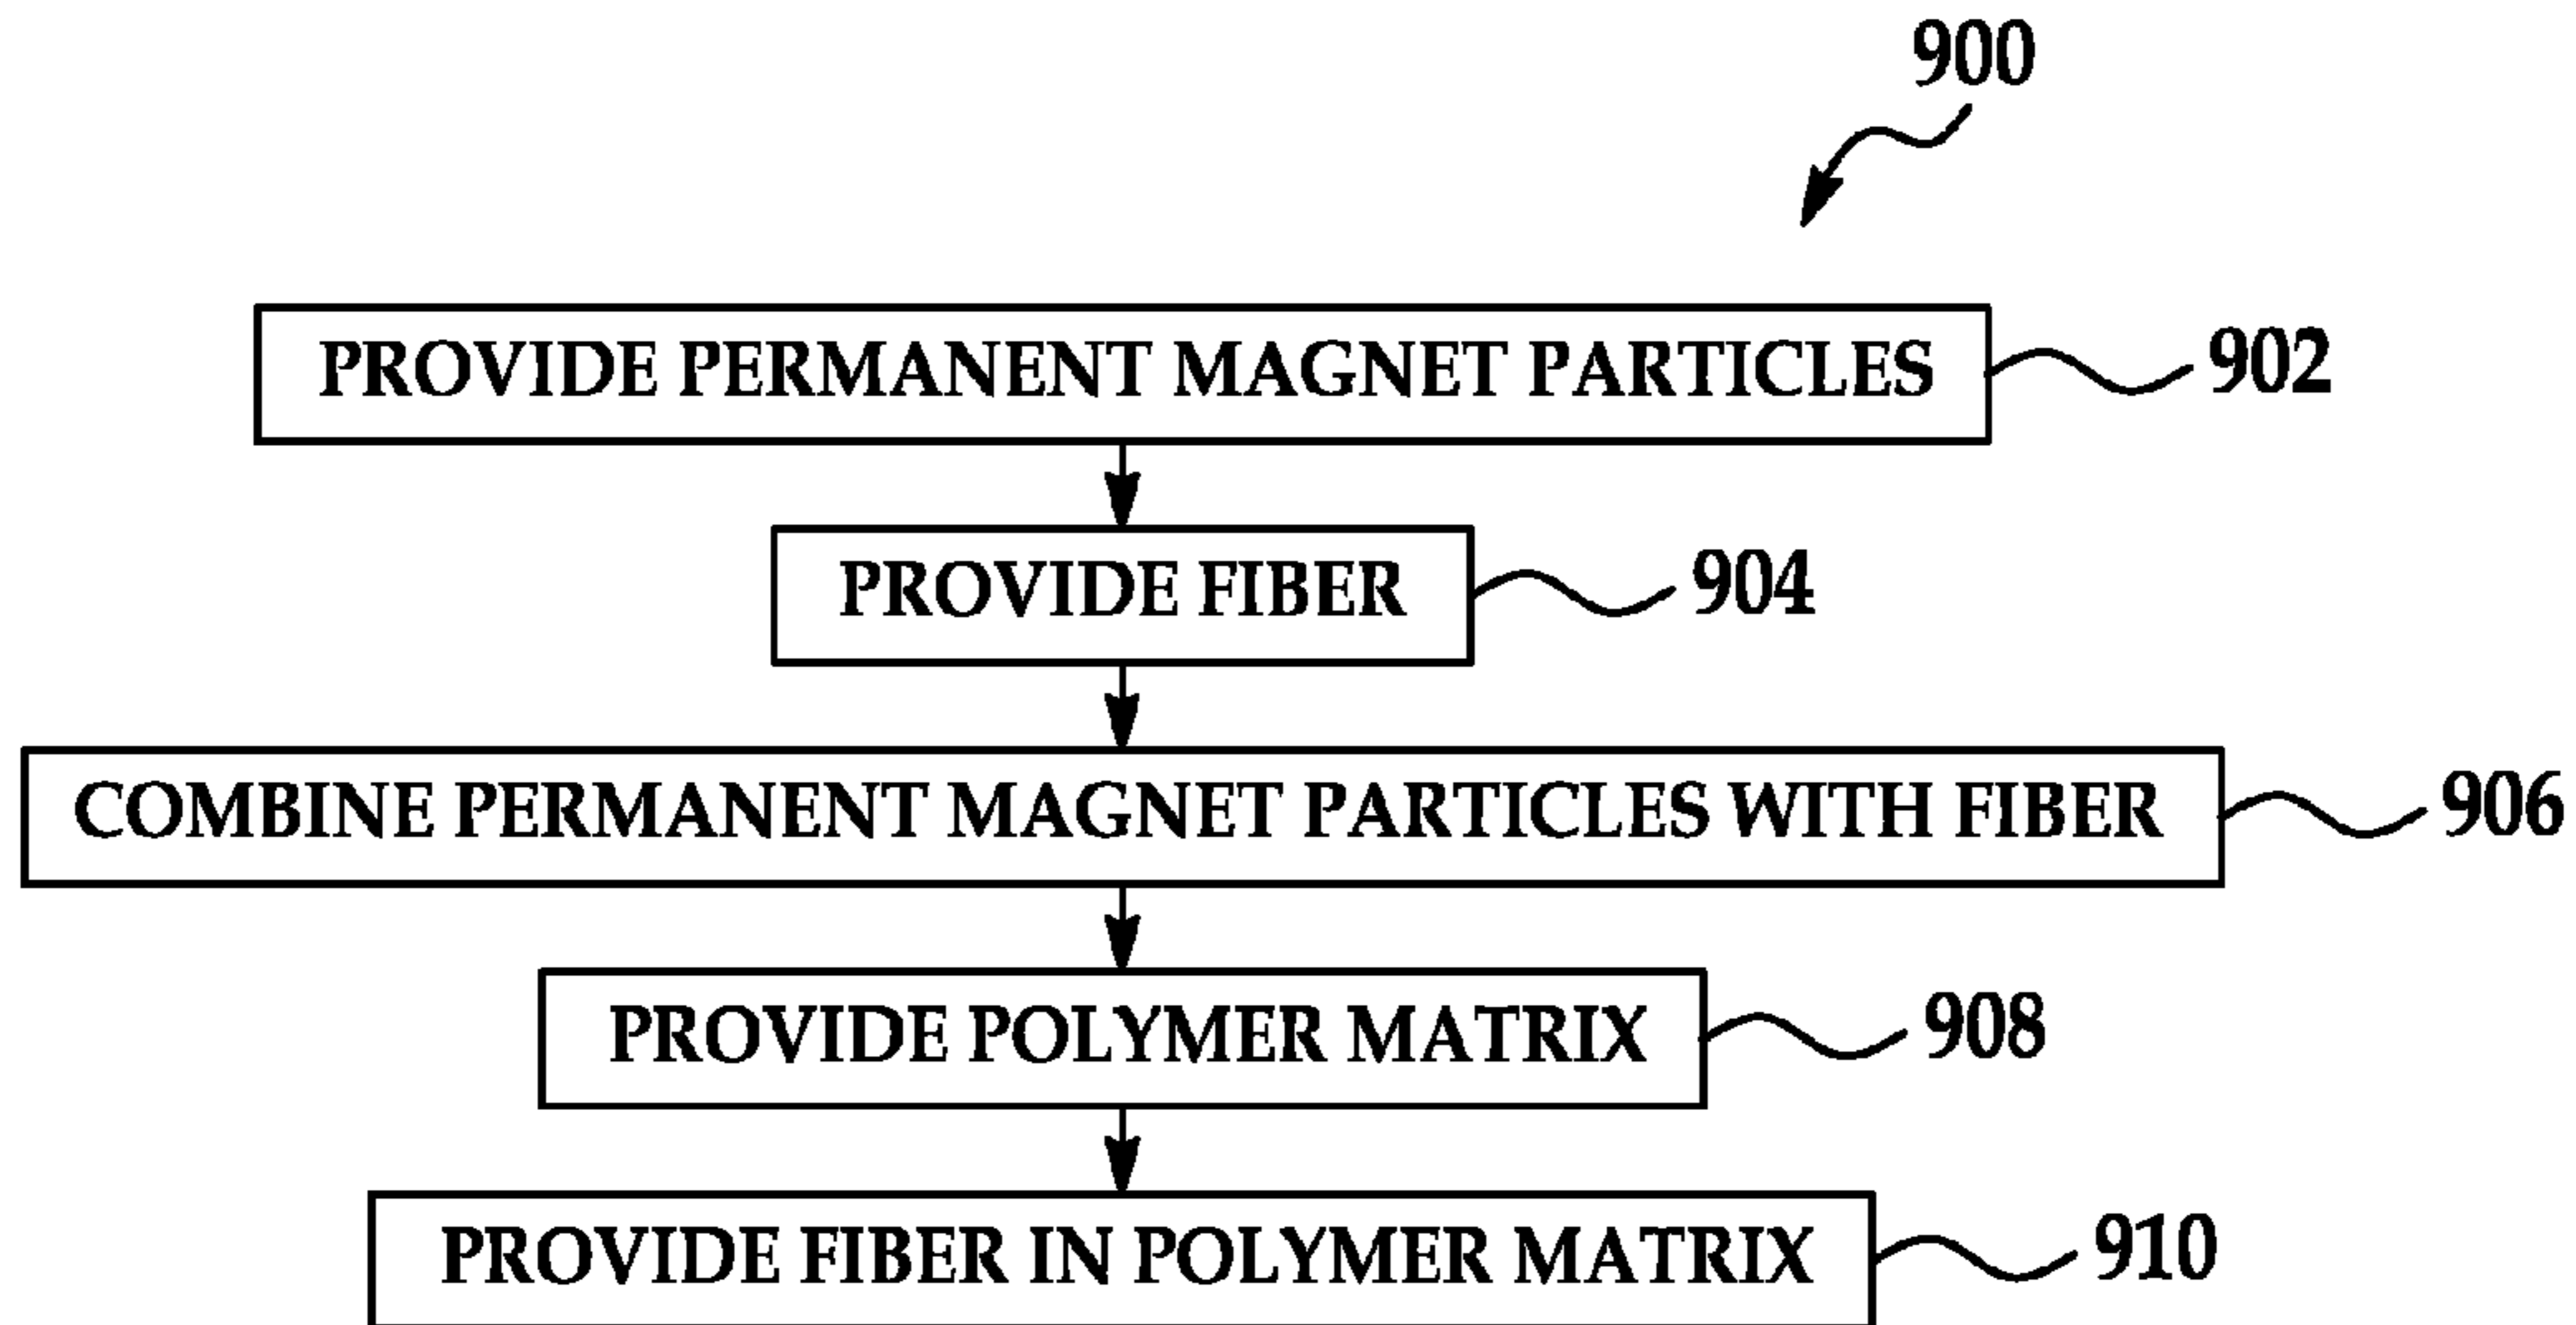 900
PROVIDE PERMANENT MAGNET PARTICLES 902
PROVIDE FIBER 904
COMBINE PERMANENT MAGNET PARTICLES WITH FIBER 906
PROVIDE POLYMER MATRIX 908
PROVIDE FIBER IN POLYMER MATRIX 910